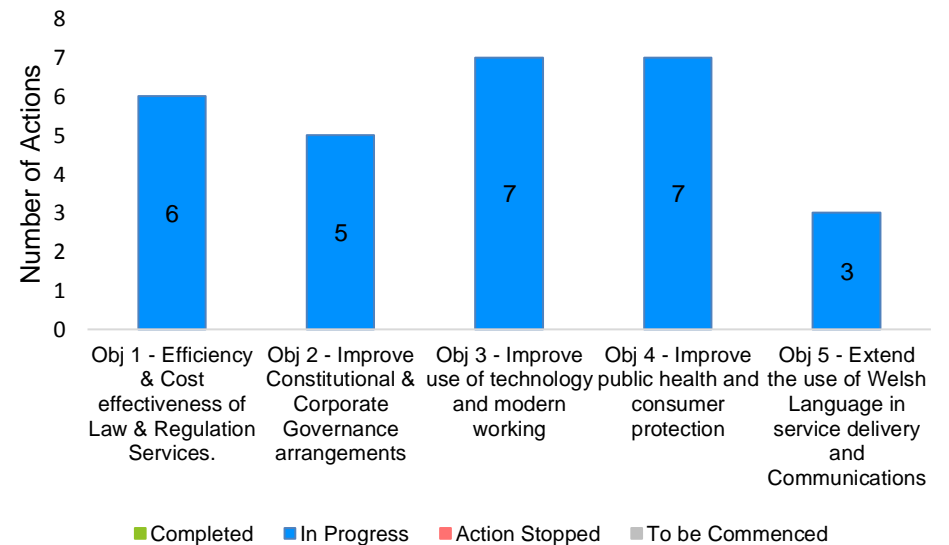 8
7
6
5
4
3
2
1
0
Number of Actions
6
5
7
7
3
Obj 1 - Efficiency
& Cost
effectiveness of
Law & Regulation
Services.
Obj 2 - Improve
Constitutional &
Corporate
Governance
arrangements
Obj 3 - Improve
use of technology
and modern
working
Obj 4 - Improve
public health and
consumer
protection
Obj 5 - Extend
the use of Welsh
Language in
service delivery
and
Communications
Completed
In Progress
Action Stopped
To be Commenced